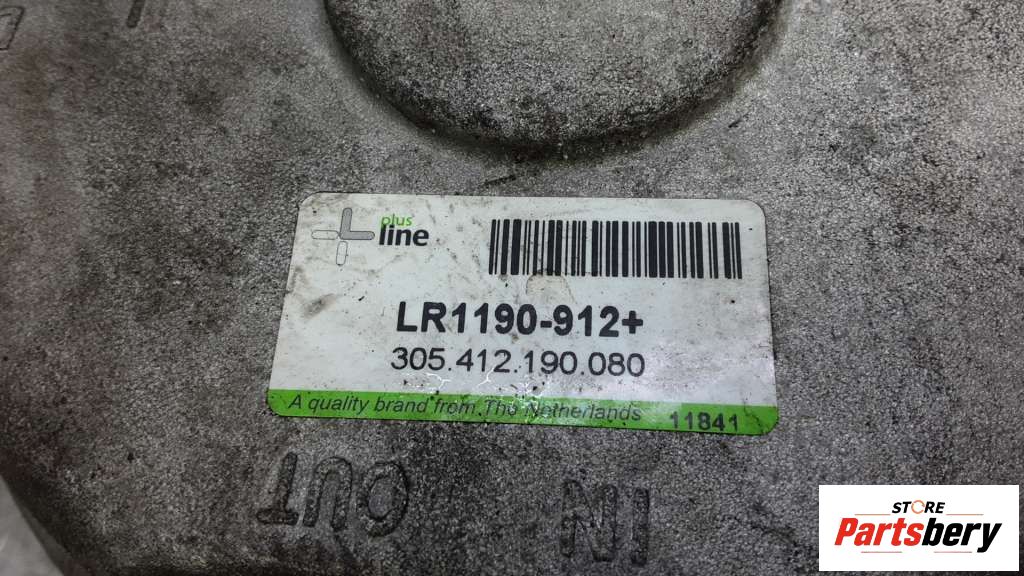 plus
line
LR1190-912+
305.412.190.080
A quality brand from The Netherlands 11841
OUT IN
STORE
Partsbery